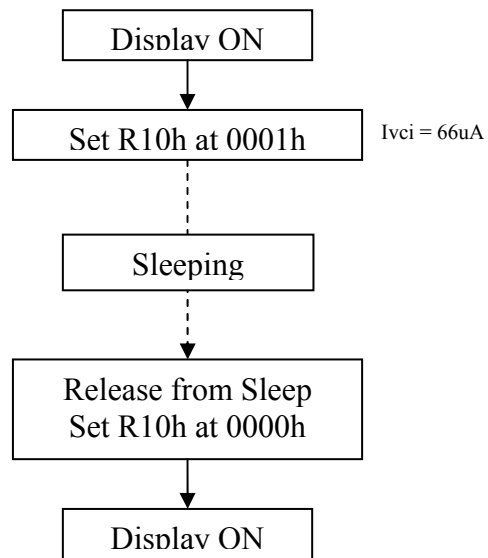 Display ON
Set R10h at 0001h
Ivci = 66uA
Sleeping
Release from Sleep
Set R10h at 0000h
Display ON